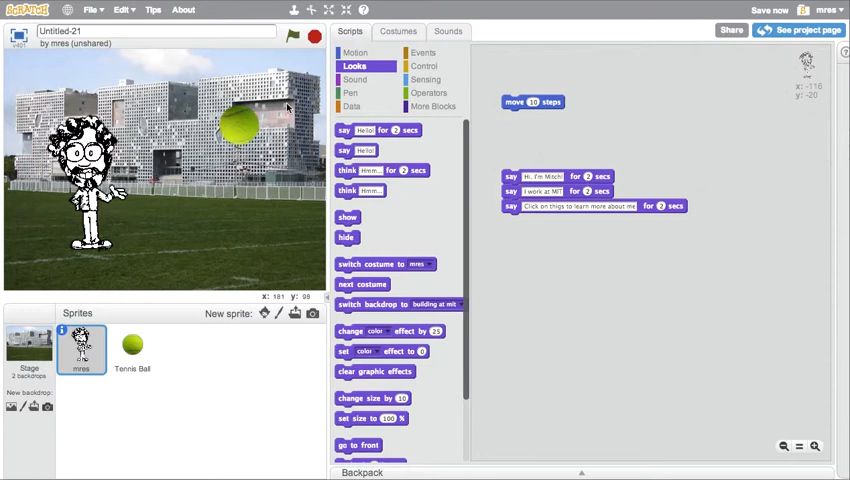 SCRATCH File Edit Tips About Save now mres
Untitled-21
by mres (unshared)
v401
Scripts Costumes Sounds
Share See project page
Motion Events
Looks Control
Sound Sensing
Pen Operators
Data More Blocks
say Hello! for 2 secs
say Hello!
think Hmm... for 2 secs
think Hmm...
show
hide
switch costume to mres
next costume
switch backdrop to building at mit
change color effect by 25
set color effect to 0
clear graphic effects
change size by 10
set size to 100 %
go to front
x: -116
y: -20
move 10 steps
say Hi. I'm Mitch! for 2 secs
say I work at MIT for 2 secs
say Click on thigs to learn more about me for 2 secs
x: 181 y: 98
Sprites New sprite:
Stage
2 backdrops
New backdrop:
mres
Tennis Ball
Backpack